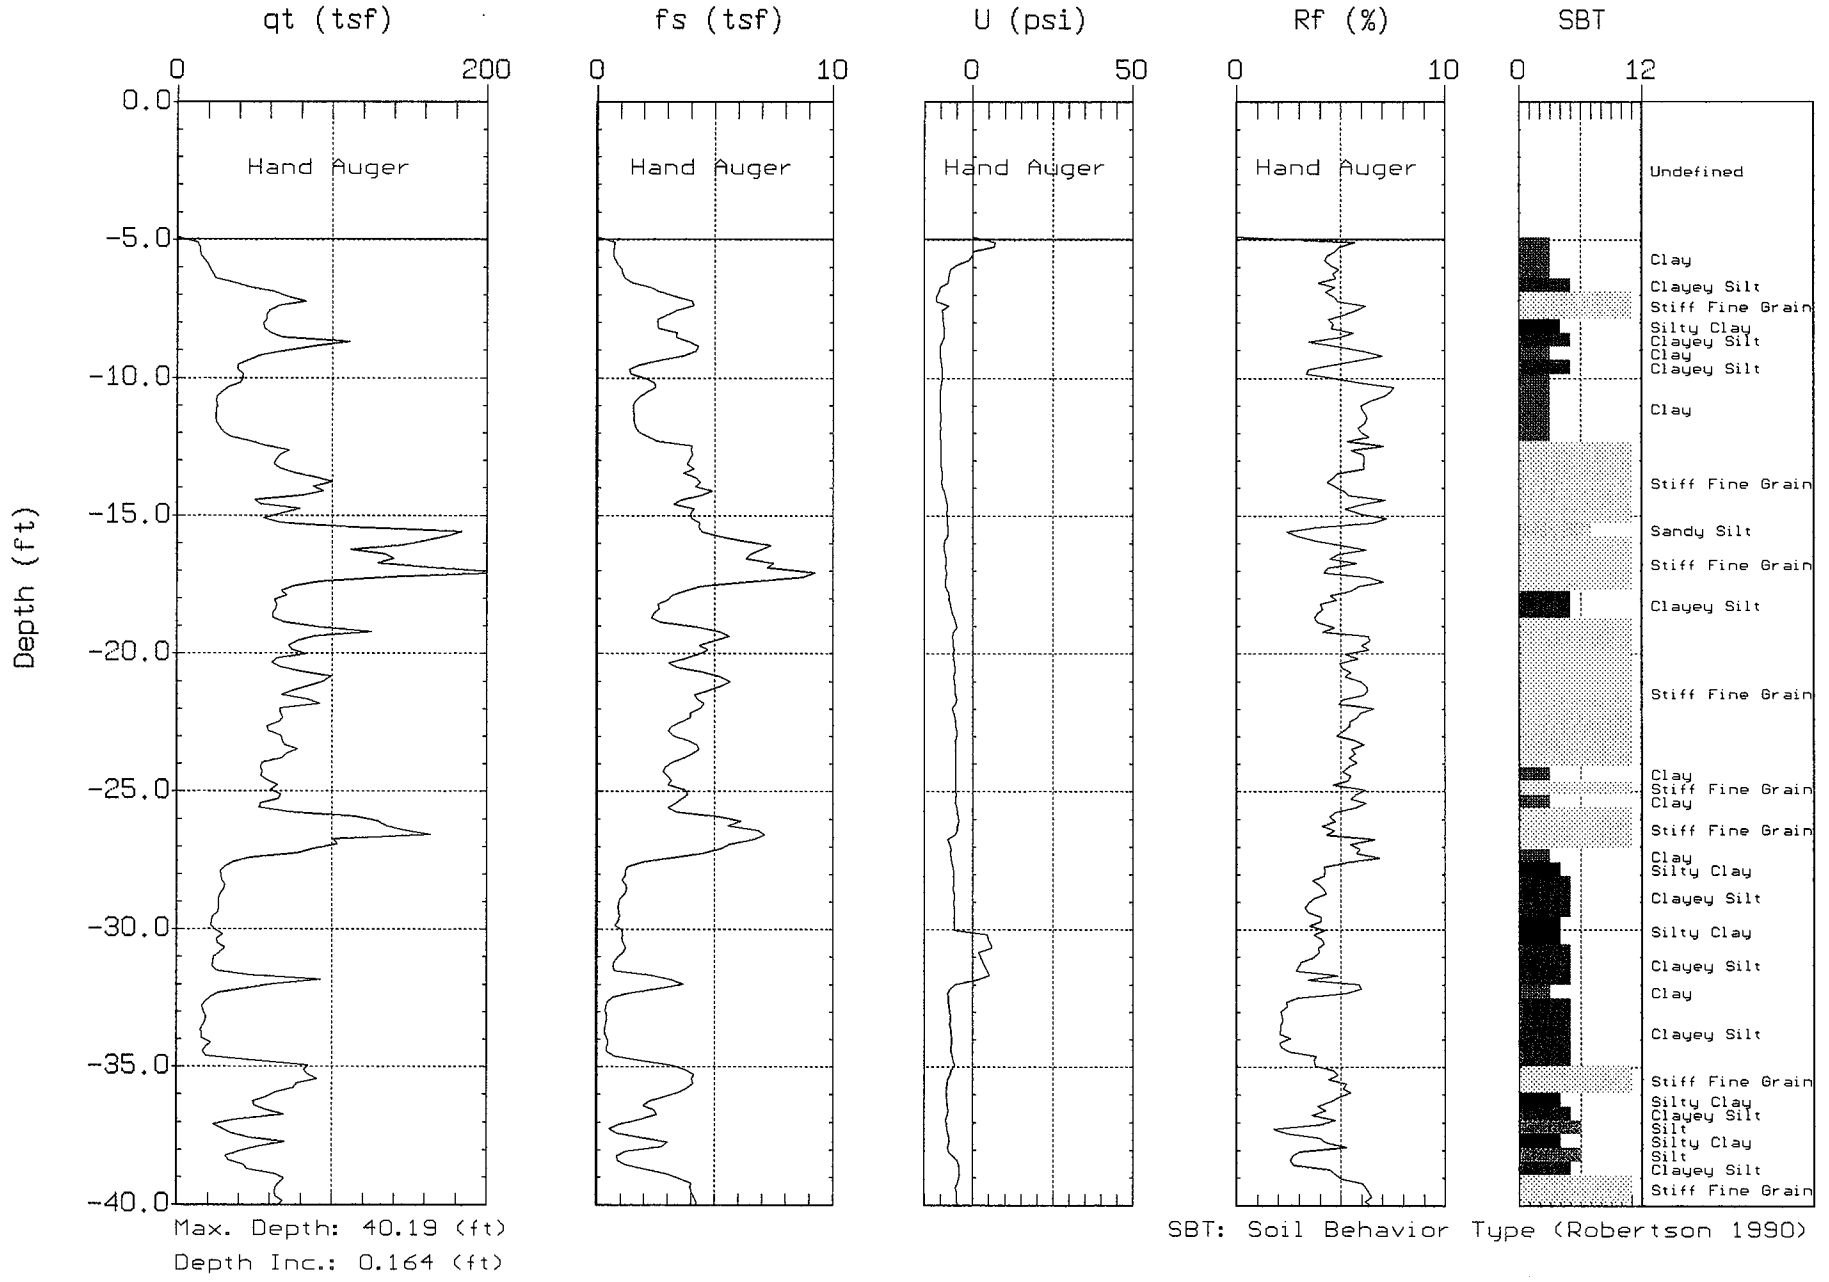 qt (tsf) fs (tsf) U (psi) Rf (%) SBT
0 200 0 10 0 50 0 10 0 12
0.0
Hand Auger Hand Auger Hand Auger Hand Auger
Undefined
-5.0
Clay
Clayey Silt
Stiff Fine Grain
Silty Clay
Clayey Silt
Clay
Clayey Silt
-10.0
Clay
Stiff Fine Grain
-15.0
Sandy Silt
Stiff Fine Grain
Clayey Silt
Depth (ft)
-20.0
Stiff Fine Grain
Clay
-25.0
Stiff Fine Grain
Clay
Stiff Fine Grain
Clay
Silty Clay
Clayey Silt
-30.0
Silty Clay
Clayey Silt
Clay
Clayey Silt
-35.0
Stiff Fine Grain
Silty Clay
Clayey Silt
Silt
Silty Clay
Silt
Clayey Silt
Stiff Fine Grain
-40.0
Max. Depth: 40.19 (ft)
Depth Inc.: 0.164 (ft)
SBT: Soil Behavior Type (Robertson 1990)